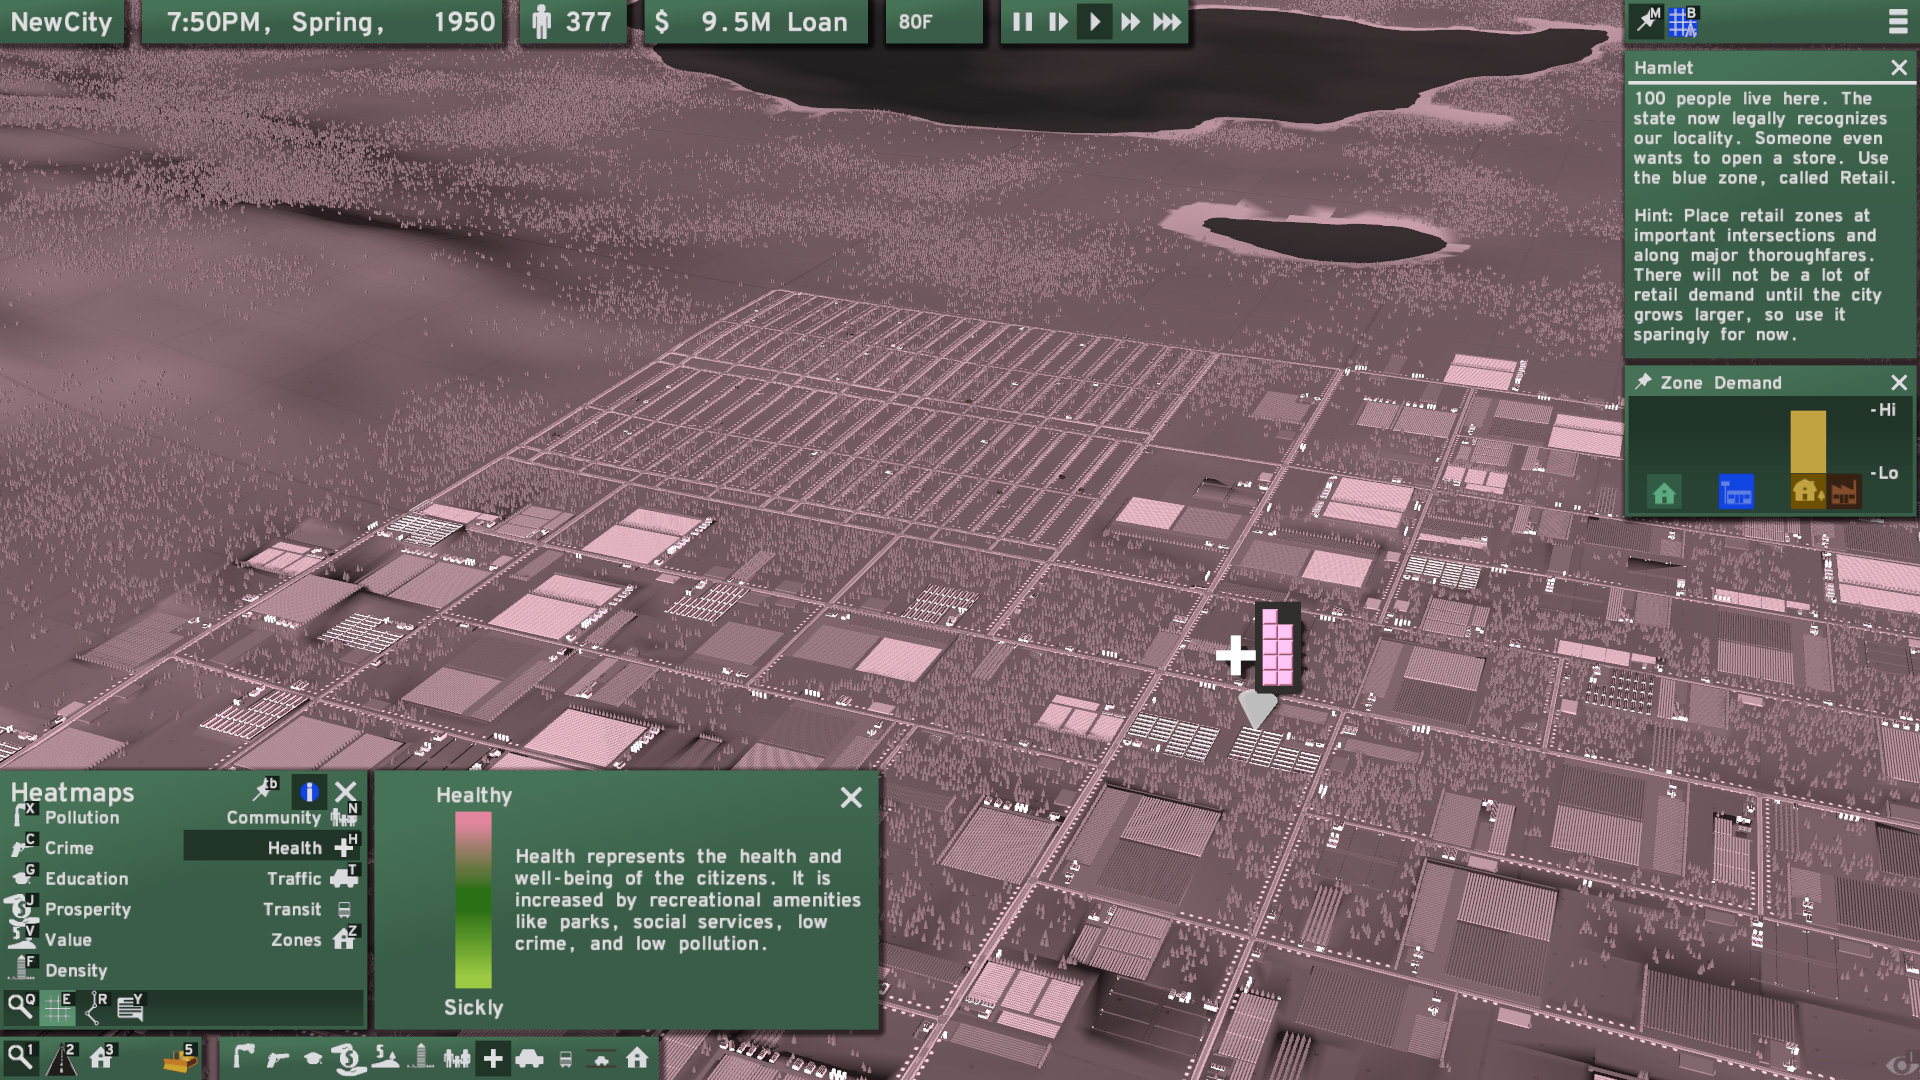 NewCity
7:50PM, Spring, 1950
377
$ 9.5M Loan
80F
M
B
Hamlet
100 people live here. The
state now legally recognizes
our locality. Someone even
wants to open a store. Use
the blue zone, called Retail.
Hint: Place retail zones at
important intersections and
along major thoroughfares.
There will not be a lot of
retail demand until the city
grows larger, so use it
sparingly for now.
Zone Demand
-Hi
-Lo
Heatmaps
tb
i
X Pollution
Community N
C Crime
Health H
G Education
Traffic T
J Prosperity
Transit
V Value
Zones Z
F Density
Q E R Y
Healthy
Health represents the health and
well-being of the citizens. It is
increased by recreational amenities
like parks, social services, low
crime, and low pollution.
Sickly
1 2 3 5